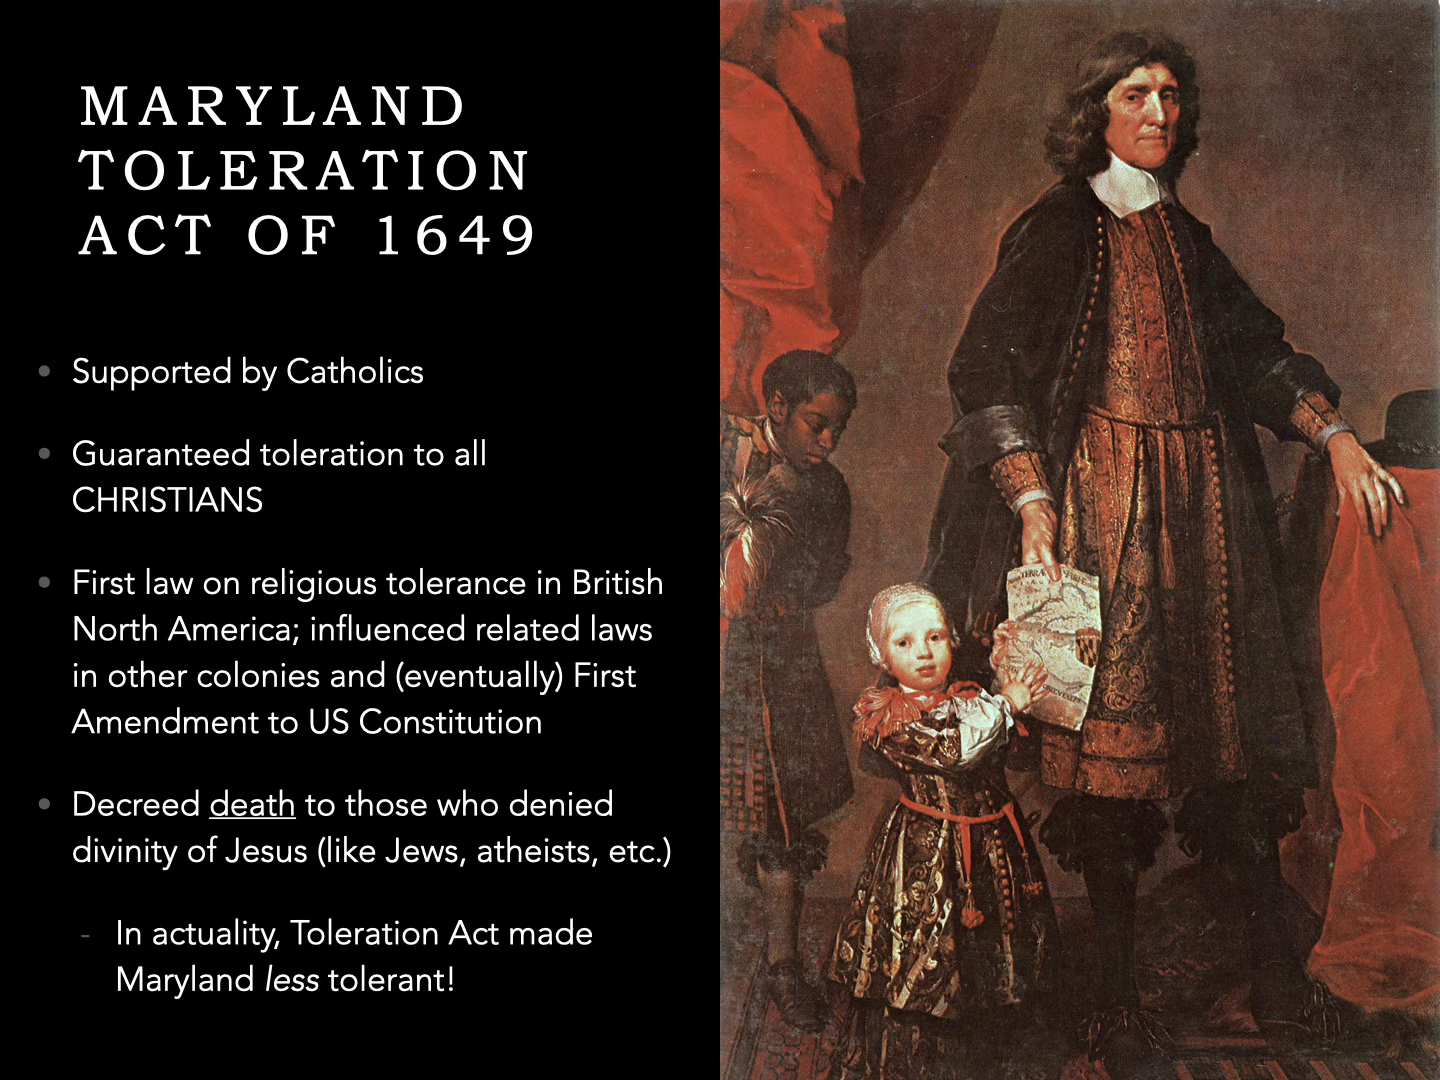 MARYLAND
TOLERATION
ACT OF 1649
• Supported by Catholics
• Guaranteed toleration to all
CHRISTIANS
• First law on religious tolerance in British
North America; influenced related laws
in other colonies and (eventually) First
Amendment to US Constitution
• Decreed death to those who denied
divinity of Jesus (like Jews, atheists, etc.)
- In actuality, Toleration Act made
Maryland less tolerant!